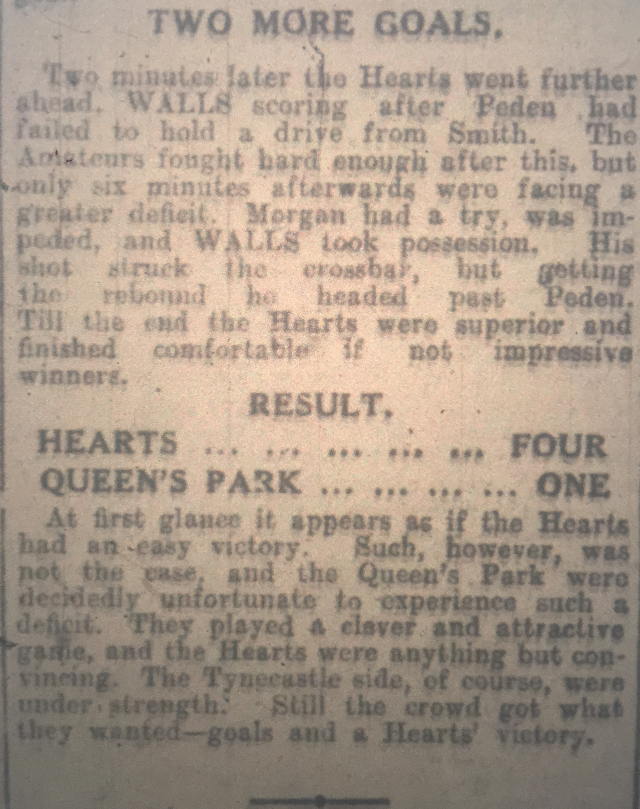 TWO MORE GOALS.
Two minutes later the Hearts went further
ahead, WALLS scoring after Peden had
failed to hold a drive from Smith. The
Amateurs fought hard enough after this, but
only six minutes afterwards were facing a
greater deficit. Morgan had a try, was im-
peded, and WALLS took possession. His
shot struck the crossbar, but getting
the rebound he headed past Peden.
Till the end the Hearts were superior and
finished comfortable if not impressive
winners.
RESULT.
HEARTS ... ... ... ... ... FOUR
QUEEN'S PARK ... ... ... ... ONE
At first glance it appears as if the Hearts
had an easy victory. Such, however, was
not the case, and the Queen's Park were
decidedly unfortunate to experience such a
deficit. They played a clever and attractive
game, and the Hearts were anything but con-
vincing. The Tynecastle side, of course, were
under strength. Still the crowd got what
they wanted—goals and a Hearts' victory.